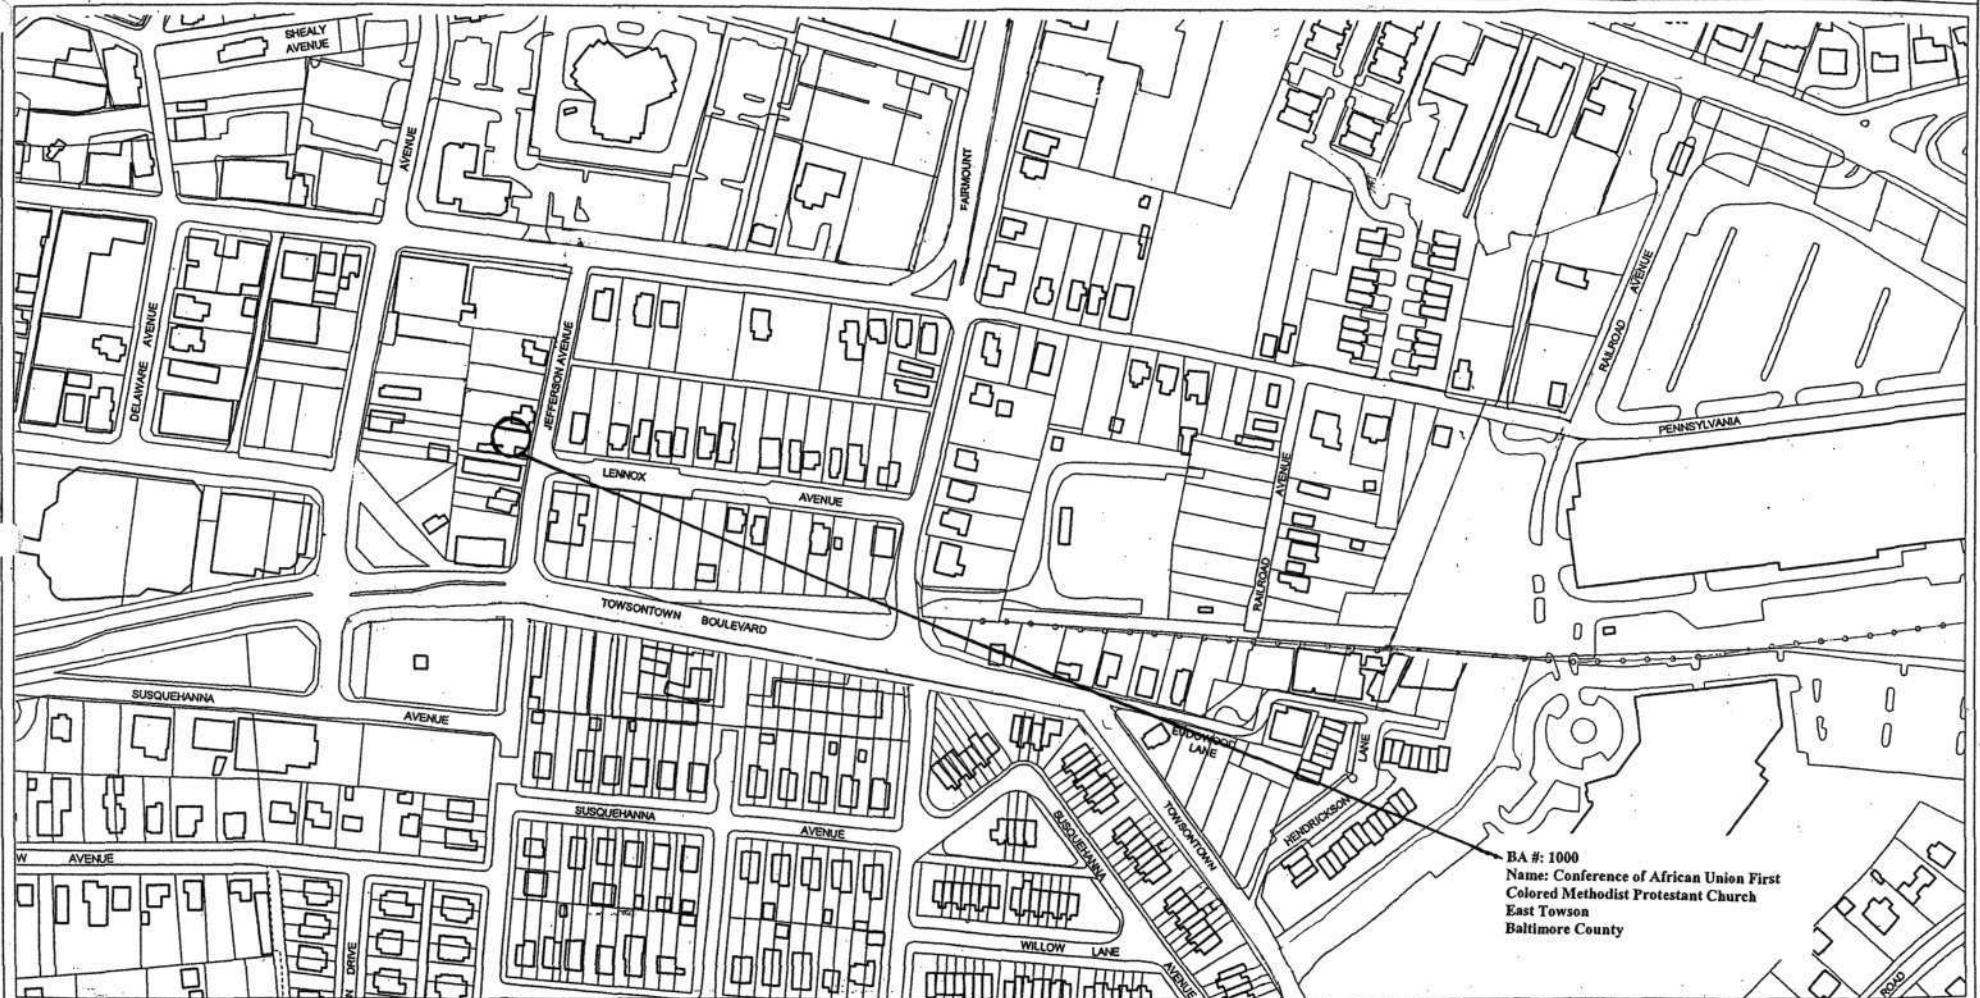 SHEALY
AVENUE
AVENUE
FAIRMOUNT
DELAWARE AVENUE
JEFFERSON AVENUE
RAILROAD AVENUE
PENNSYLVANIA
LENNOX AVENUE
RAILROAD AVENUE
TOWSONTOWN BOULEVARD
SUSQUEHANNA AVENUE
EUDOWOOD
LANE
LANE
HENDRICKSON
TOWSONTOWN
SUSQUEHANNA AVENUE
SUSQUEHANNA
AVENUE
W AVENUE
BA #: 1000
Name: Conference of African Union First
Colored Methodist Protestant Church
East Towson
Baltimore County
WILLOW LANE
N DRIVE
ROAD